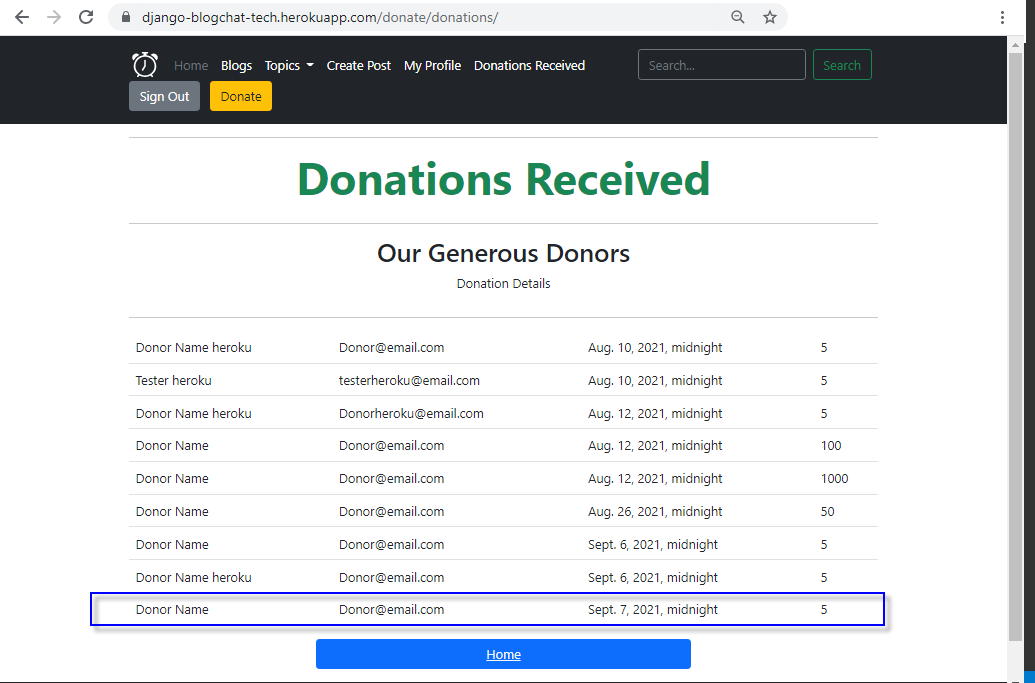 django-blogchat-tech.herokuapp.com/donate/donations/
Home Blogs Topics Create Post My Profile Donations Received Search... Search
Sign Out Donate
Donations Received
Our Generous Donors
Donation Details
Donor Name heroku Donor@email.com Aug. 10, 2021, midnight 5
Tester heroku testerheroku@email.com Aug. 10, 2021, midnight 5
Donor Name heroku Donorheroku@email.com Aug. 12, 2021, midnight 5
Donor Name Donor@email.com Aug. 12, 2021, midnight 100
Donor Name Donor@email.com Aug. 12, 2021, midnight 1000
Donor Name Donor@email.com Aug. 26, 2021, midnight 50
Donor Name Donor@email.com Sept. 6, 2021, midnight 5
Donor Name heroku Donor@email.com Sept. 6, 2021, midnight 5
Donor Name Donor@email.com Sept. 7, 2021, midnight 5
Home